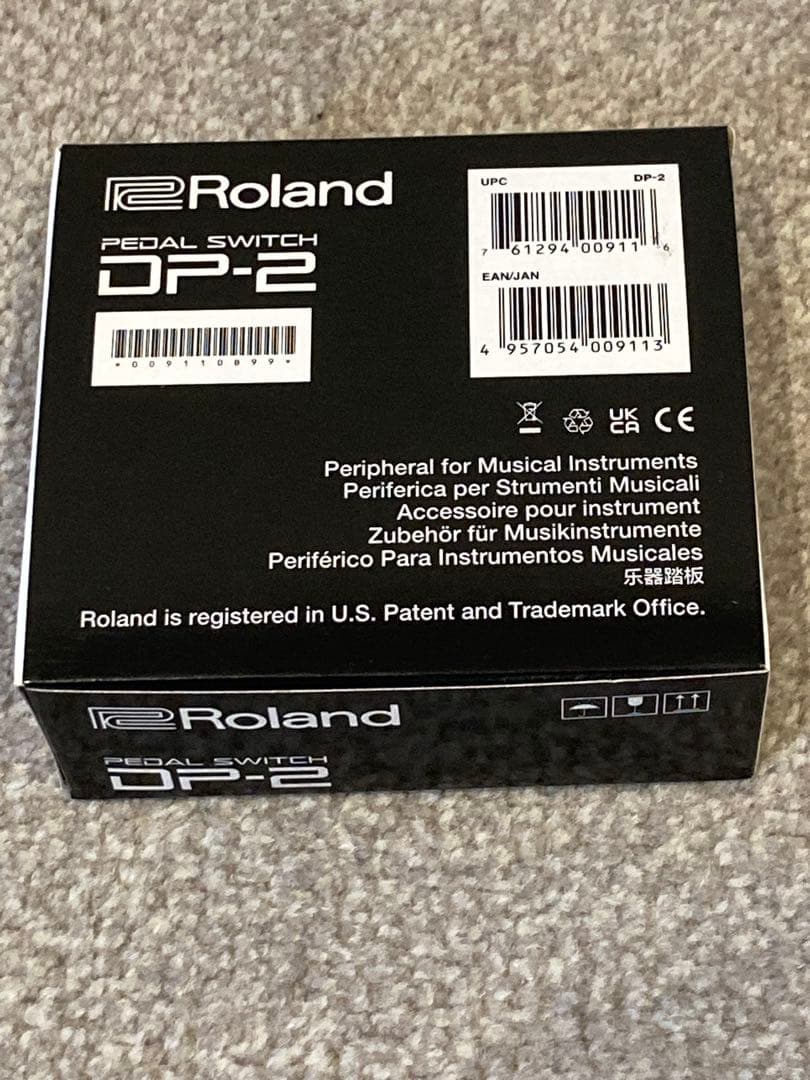 Roland
PEDAL SWITCH
DP-2
*009110899*
UPC DP-2
7 61294 00911 6
EAN/JAN
4 957054 009113
UK
CA
CE
Peripheral for Musical Instruments
Periferica per Strumenti Musicali
Accessoire pour instrument
Zubehör für Musikinstrumente
Periférico Para Instrumentos Musicales
乐器踏板
Roland is registered in U.S. Patent and Trademark Office.
Roland
PEDAL SWITCH
DP-2